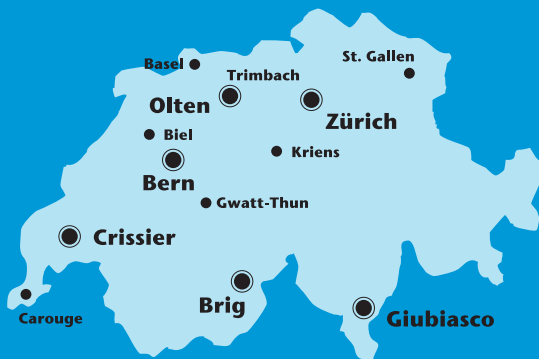 St. Gallen
Basel
Trimbach
Olten
Zürich
Biel
Kriens
Bern
Gwatt-Thun
Crissier
Brig
Carouge
Giubiasco